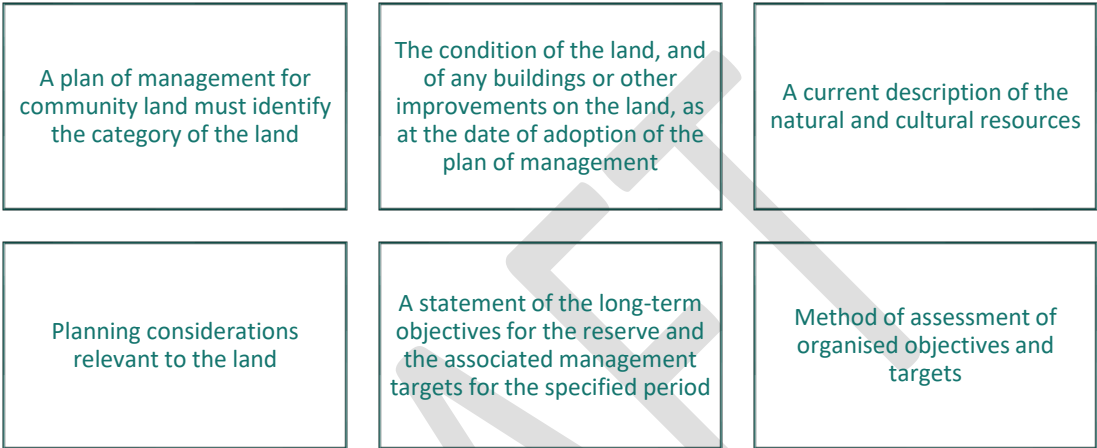 A plan of management for
community land must identify
the category of the land
The condition of the land, and
of any buildings or other
improvements on the land, as
at the date of adoption of the
plan of management
A current description of the
natural and cultural resources
Planning considerations
relevant to the land
A statement of the long-term
objectives for the reserve and
the associated management
targets for the specified period
Method of assessment of
organised objectives and
targets